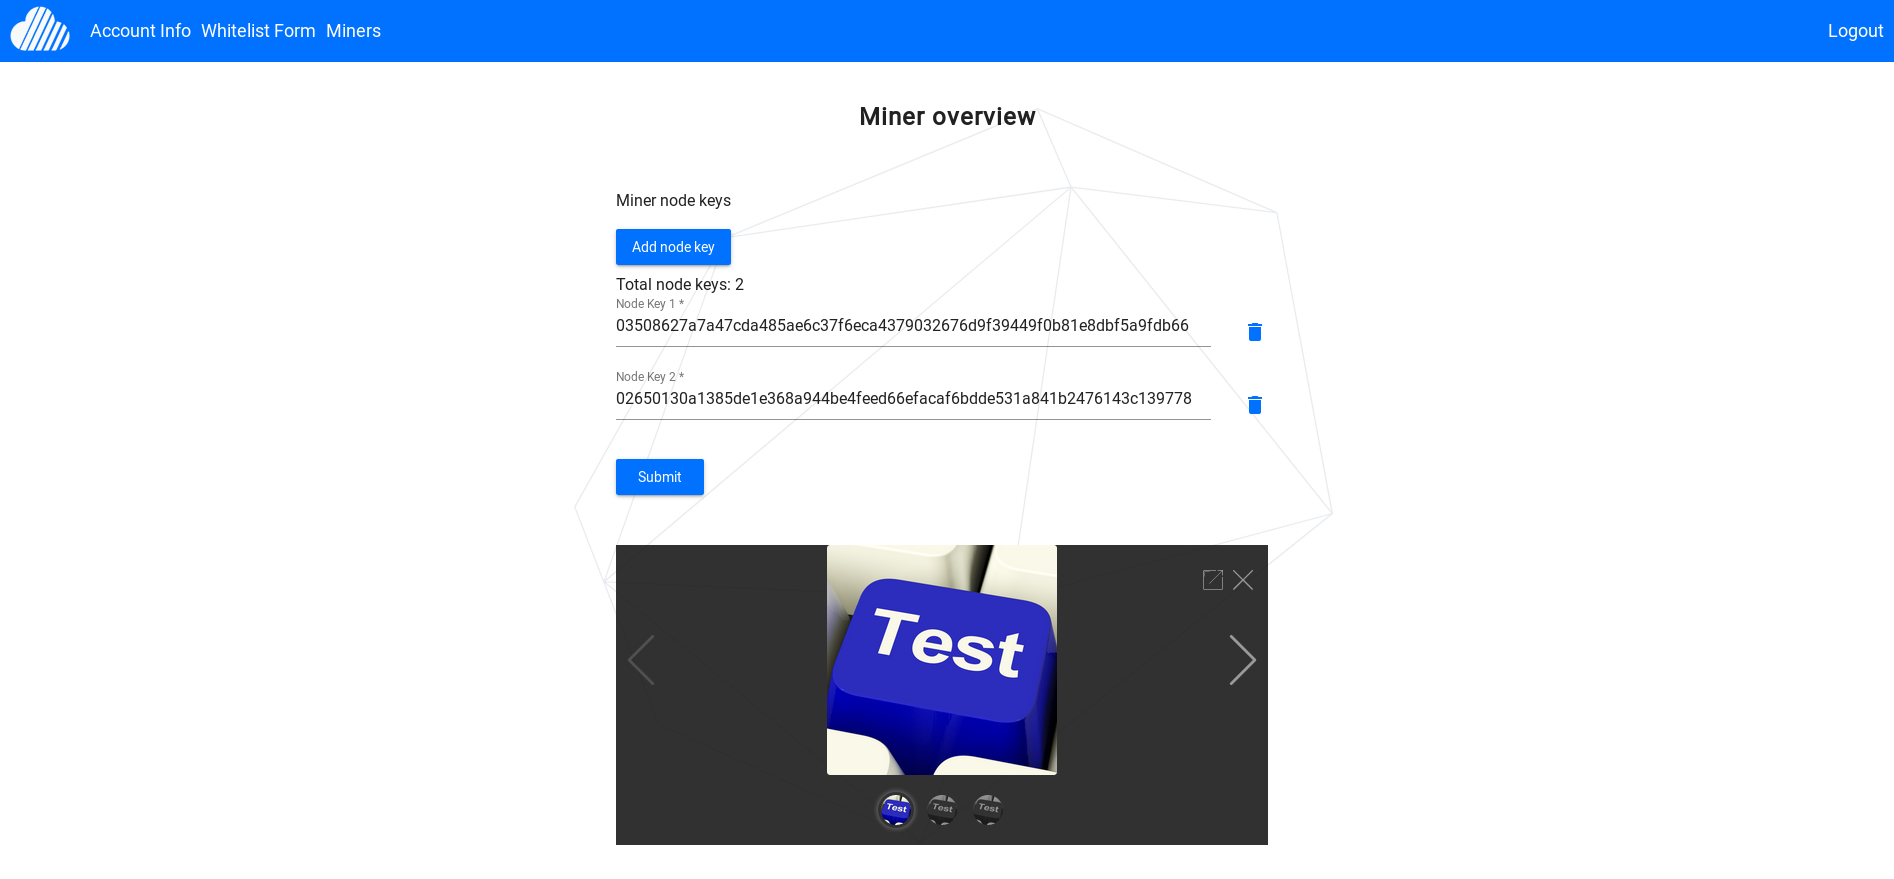 Account Info Whitelist Form Miners Logout
Miner overview
Miner node keys
Add node key
Total node keys: 2
Node Key 1 *
03508627a7a47cda485ae6c37f6eca4379032676d9f39449f0b81e8dbf5a9fdb66
Node Key 2 *
02650130a1385de1e368a944be4feed66efacaf6bdde531a841b2476143c139778
Submit
Test
Test Test Test